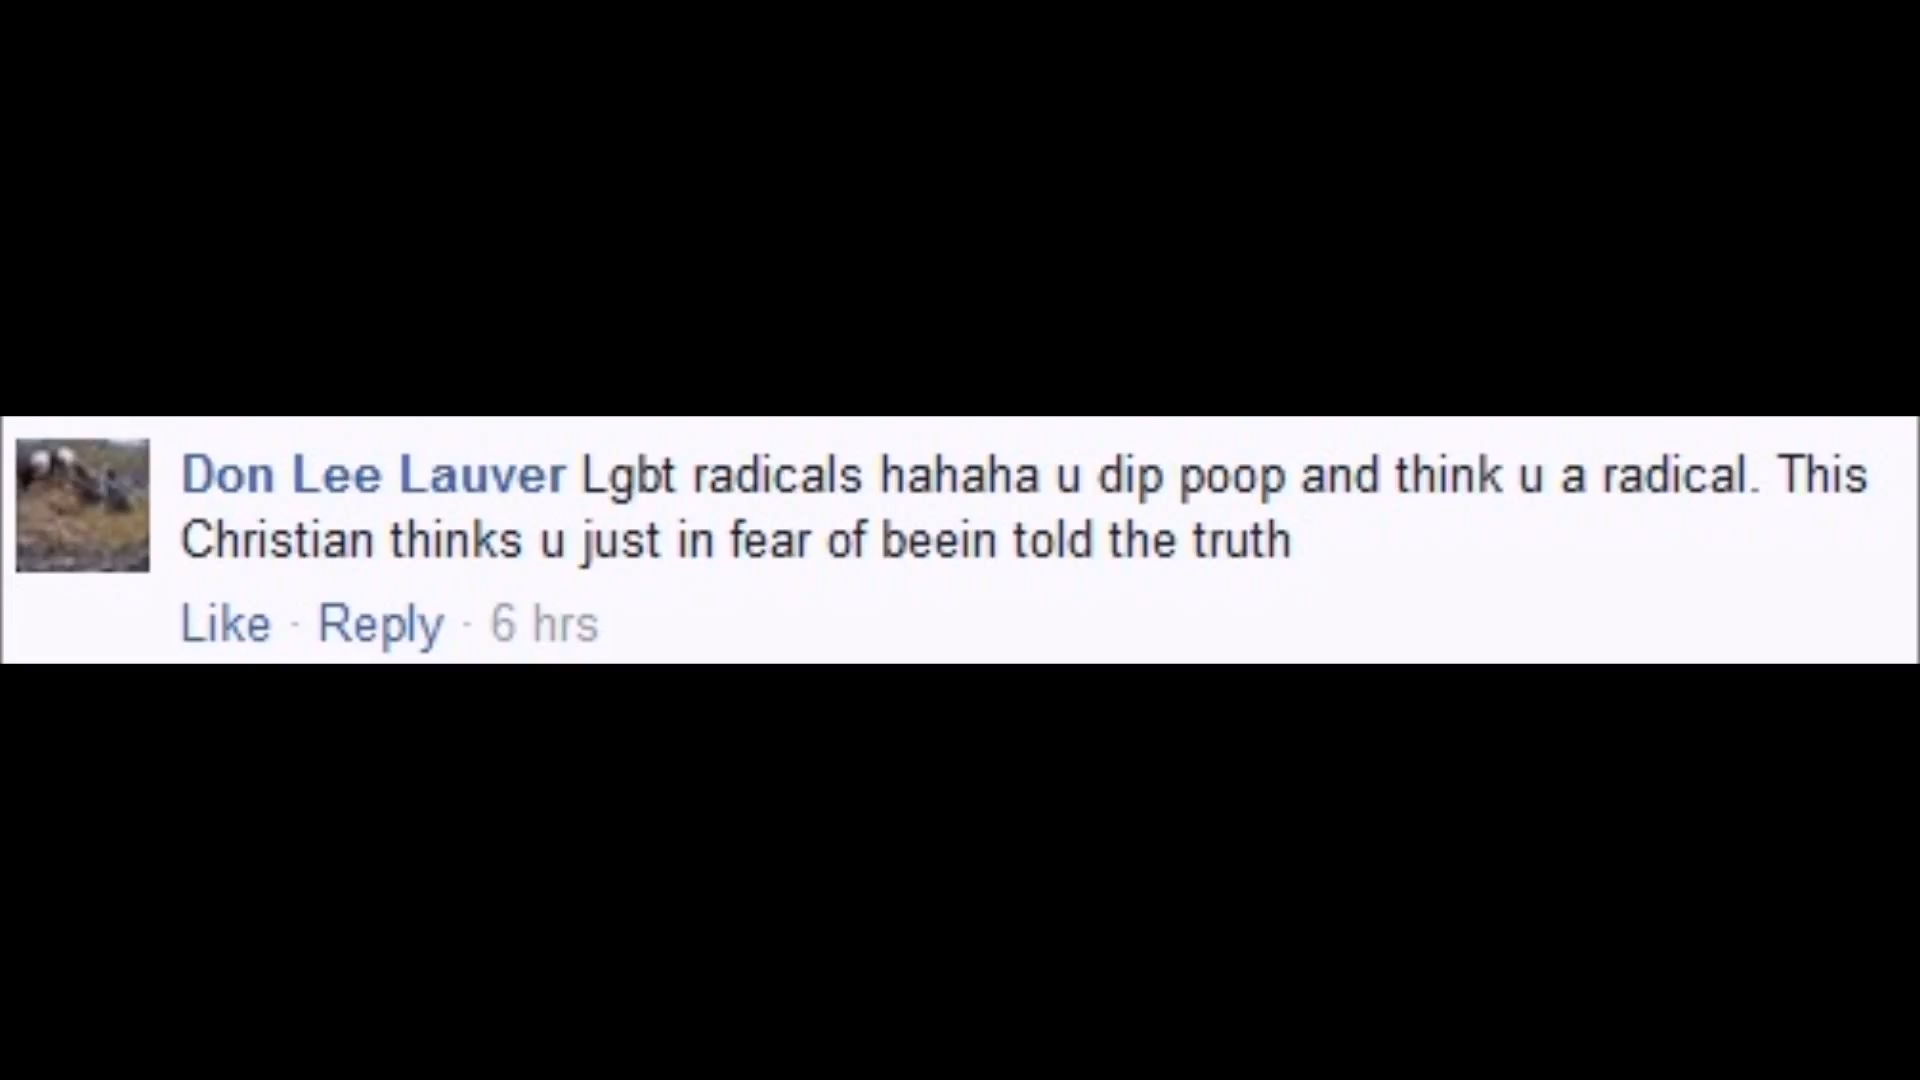 Don Lee Lauver Lgbt radicals hahaha u dip poop and think u a radical. This
Christian thinks u just in fear of beein told the truth
Like · Reply · 6 hrs